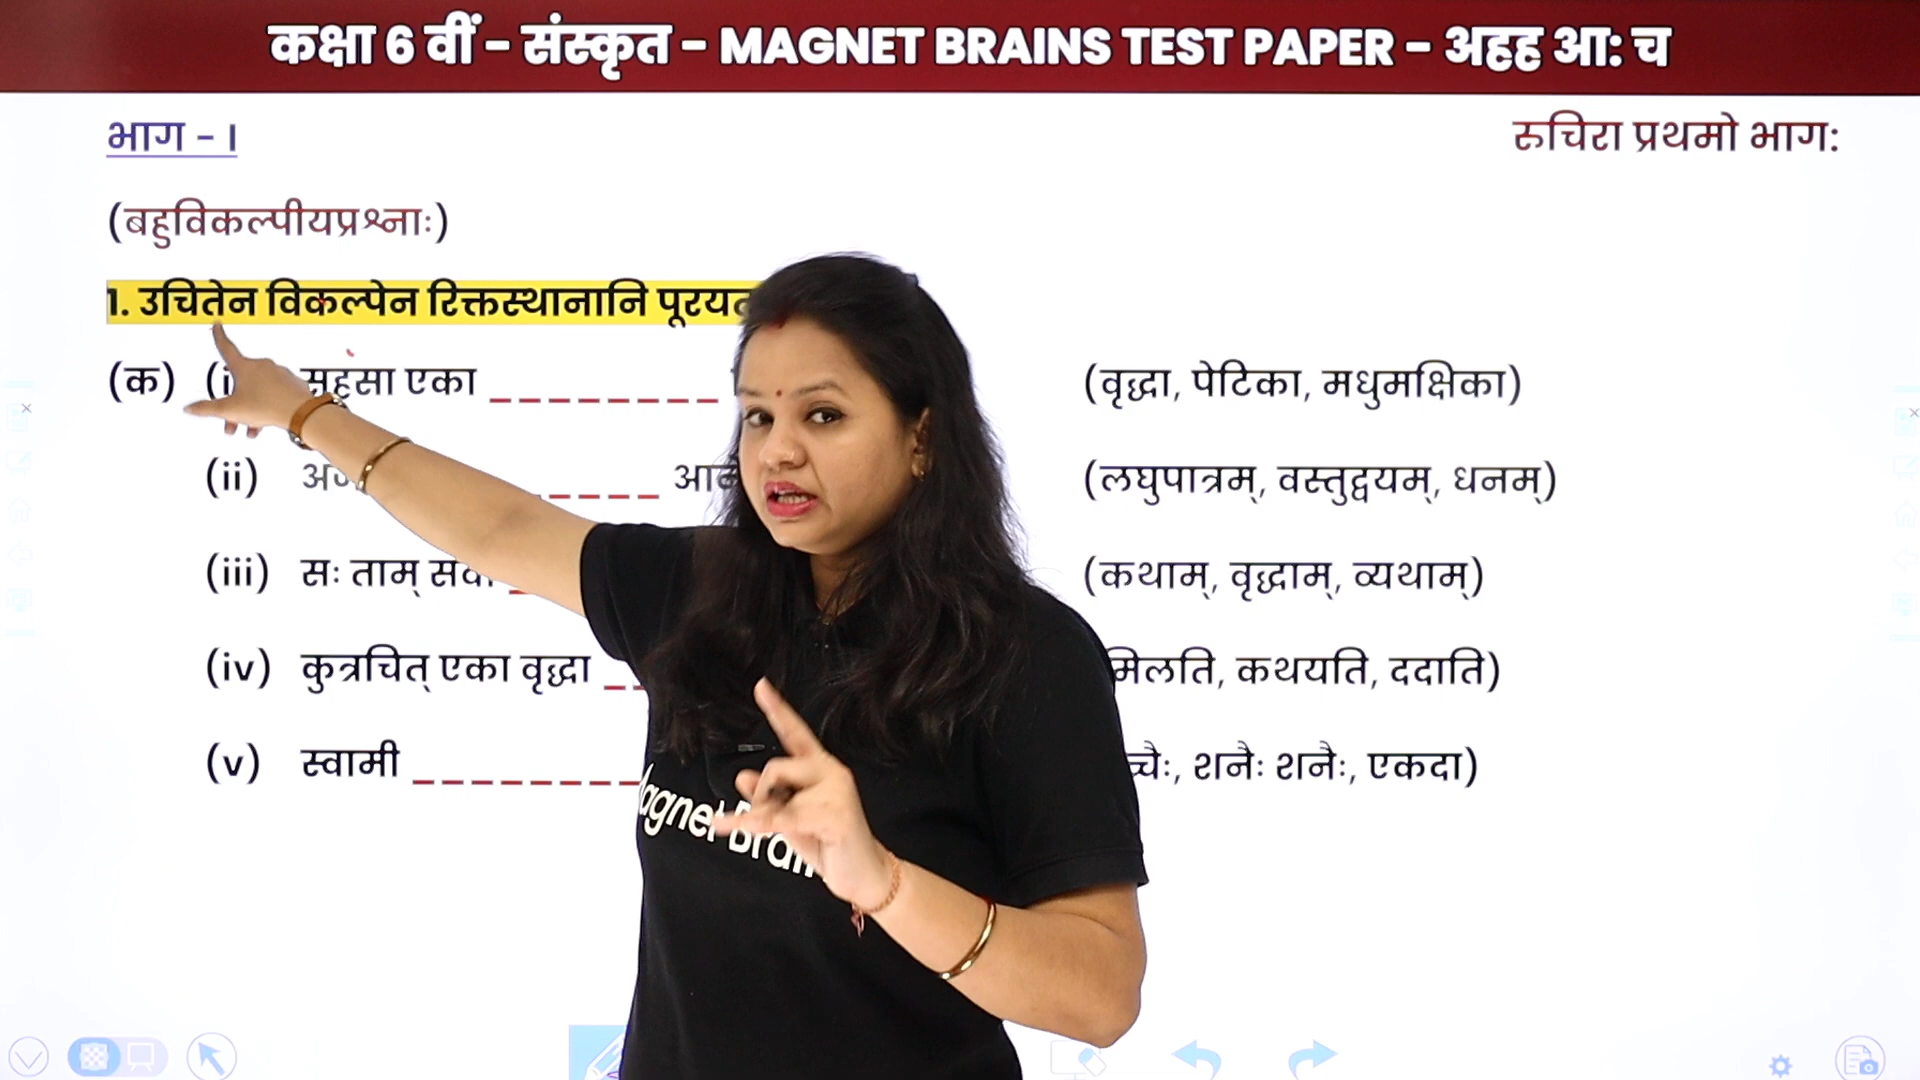 कक्षा 6 वीं - संस्कृत - MAGNET BRAINS TEST PAPER - अहह आ: च
भाग - I
रुचिरा प्रथमो भाग:
(बहुविकल्पीयप्रश्नाः)
1. उचितेन विकल्पेन रिक्तस्थानानि
(क) (i सहसा एका _ _ _ _ _ _ _ _ _ (वृद्धा, पेटिका, मधुमक्षिका)
(ii) _ _ _ _ _ (लघुपात्रम्, वस्तुद्वयम्, धनम्)
(iii) सः ताम् (कथाम्, वृद्धाम्, व्यथाम्)
(iv) कुत्रचित् एका वृद्धा _ _ मिलति, कथयति, ददाति)
(v) स्वामी _ _ _ _ _ _ _ _ _ शनैः शनैः, एकदा)